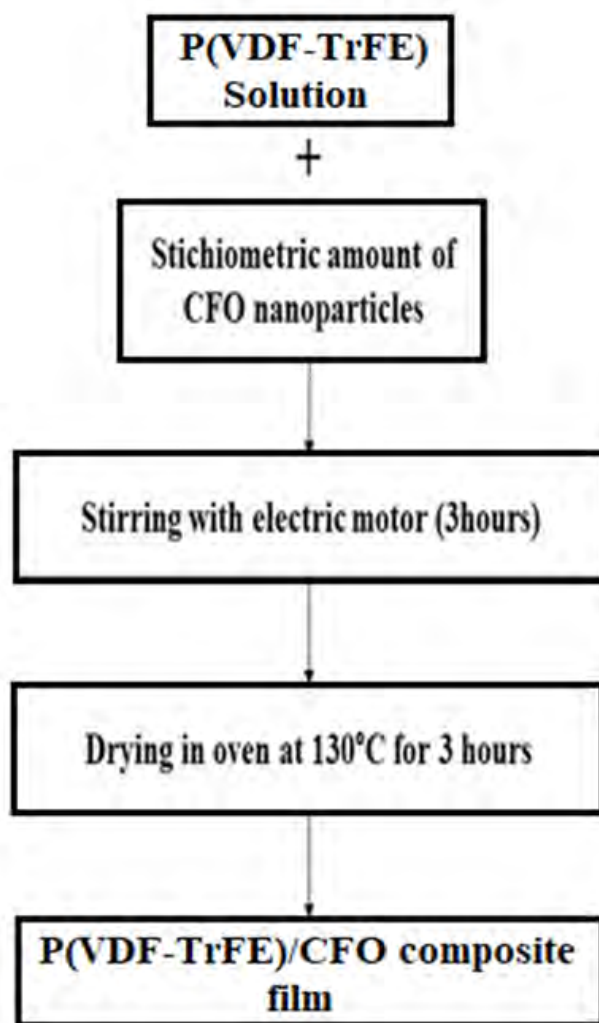 P(VDF-TrFE)
Solution
+
Stichiometric amount of
CFO nanoparticles
Stirring with electric motor (3hours)
Drying in oven at 130°C for 3 hours
P(VDF-TrFE)/CFO composite
film